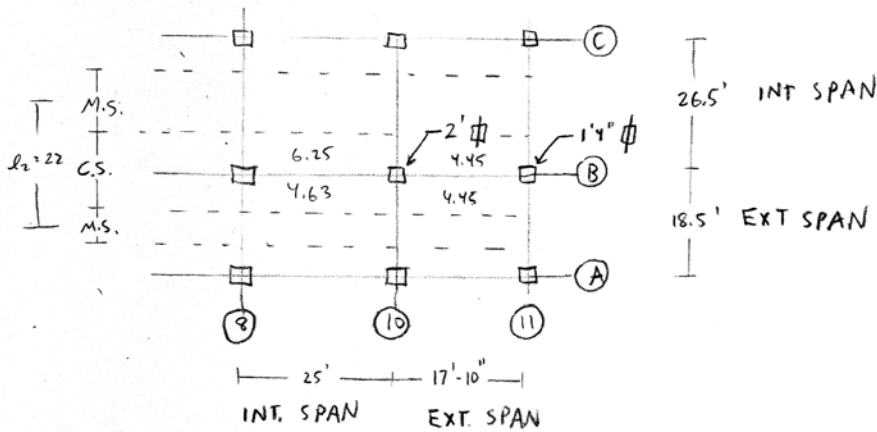 C
26.5' INT SPAN
M.S.
l₂=22
C.S.
M.S.
6.25
4.63
2' ⌽
4.45
4.45
1'4" ⌽
B
18.5' EXT SPAN
A
8 10 11
25' 17'-10"
INT. SPAN EXT. SPAN